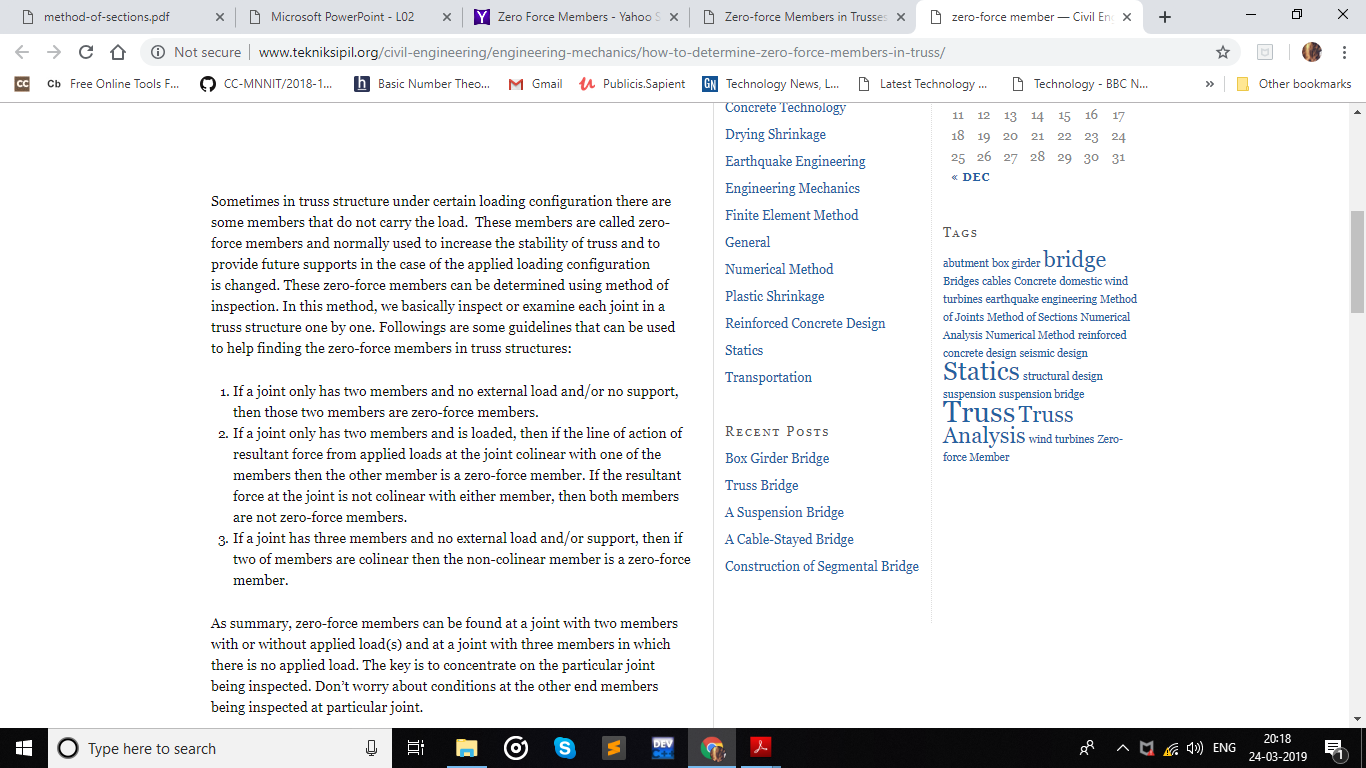 method-of-sections.pdf
Microsoft PowerPoint - L02
Zero Force Members - Yahoo S
Zero-force Members in Trusses
zero-force member — Civil En
Not secure | www.tekniksipil.org/civil-engineering/engineering-mechanics/how-to-determine-zero-force-members-in-truss/
CC
Cb Free Online Tools F...
CC-MNNIT/2018-1...
h Basic Number Theo...
Gmail
Publicis.Sapient
GN Technology News, L...
Latest Technology ...
Technology - BBC N...
»
Other bookmarks
Sometimes in truss structure under certain loading configuration there are
some members that do not carry the load.  These members are called zero-
force members and normally used to increase the stability of truss and to
provide future supports in the case of the applied loading configuration
is changed. These zero-force members can be determined using method of
inspection. In this method, we basically inspect or examine each joint in a
truss structure one by one. Followings are some guidelines that can be used
to help finding the zero-force members in truss structures:
1. If a joint only has two members and no external load and/or no support,
then those two members are zero-force members.
2. If a joint only has two members and is loaded, then if the line of action of
resultant force from applied loads at the joint colinear with one of the
members then the other member is a zero-force member. If the resultant
force at the joint is not colinear with either member, then both members
are not zero-force members.
3. If a joint has three members and no external load and/or support, then if
two of members are colinear then the non-colinear member is a zero-force
member.
As summary, zero-force members can be found at a joint with two members
with or without applied load(s) and at a joint with three members in which
there is no applied load. The key is to concentrate on the particular joint
being inspected. Don't worry about conditions at the other end members
being inspected at particular joint.
Concrete Technology
Drying Shrinkage
Earthquake Engineering
Engineering Mechanics
Finite Element Method
General
Numerical Method
Plastic Shrinkage
Reinforced Concrete Design
Statics
Transportation
Recent Posts
Box Girder Bridge
Truss Bridge
A Suspension Bridge
A Cable-Stayed Bridge
Construction of Segmental Bridge
11 12 13 14 15 16 17
18 19 20 21 22 23 24
25 26 27 28 29 30 31
« DEC
Tags
abutment box girder bridge
Bridges cables Concrete domestic wind
turbines earthquake engineering Method
of Joints Method of Sections Numerical
Analysis Numerical Method reinforced
concrete design seismic design
Statics structural design
suspension suspension bridge
Truss Truss
Analysis wind turbines Zero-
force Member
Type here to search
DEV
ENG
20:18
24-03-2019
1